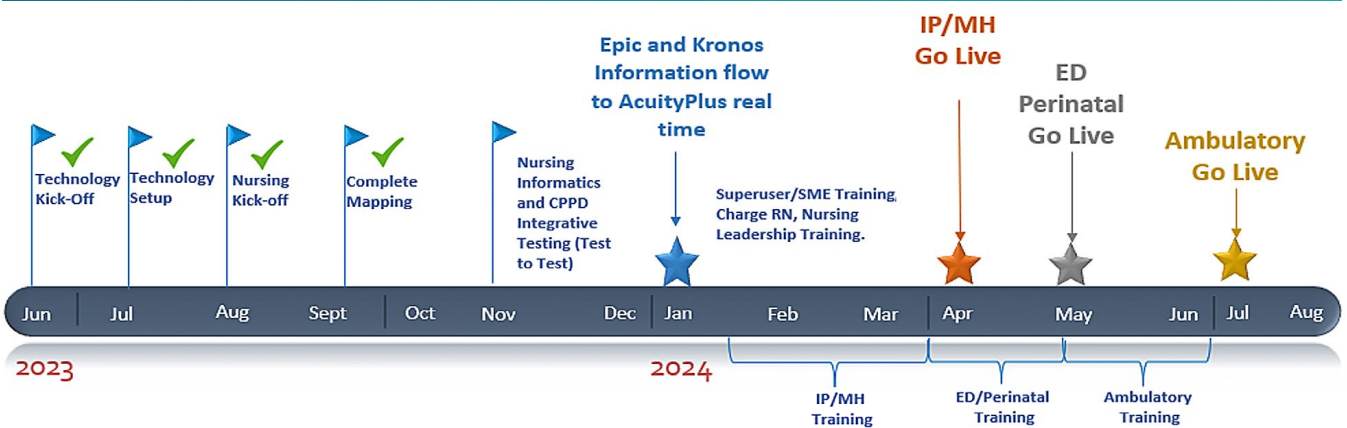 IP/MH
Go Live
Epic and Kronos
Information flow
to AcuityPlus real
time
ED
Perinatal
Go Live
Ambulatory
Go Live
Technology
Kick-Off
Technology
Setup
Nursing
Kick-off
Complete
Mapping
Nursing
Informatics
and CPPD
Integrative
Testing (Test
to Test)
Superuser/SME Training,
Charge RN, Nursing
Leadership Training.
Jun Jul Aug Sept Oct Nov Dec Jan Feb Mar Apr May Jun Jul Aug
2023 2024
IP/MH
Training
ED/Perinatal
Training
Ambulatory
Training